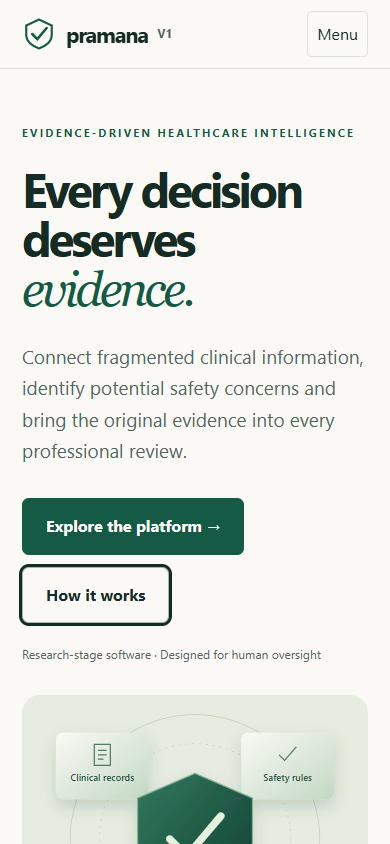 pramana V1
Menu
EVIDENCE-DRIVEN HEALTHCARE INTELLIGENCE
Every decision
deserves
evidence.
Connect fragmented clinical information,
identify potential safety concerns and
bring the original evidence into every
professional review.
Explore the platform →
How it works
Research-stage software · Designed for human oversight
Clinical records
Safety rules